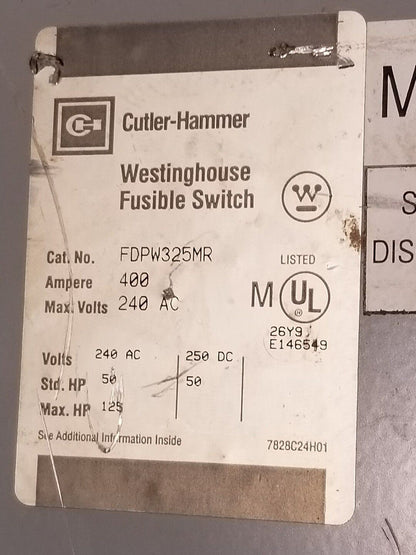 Cutler-Hammer
Westinghouse
Fusible Switch
W
Cat. No. FDPW325MR
Ampere 400
Max. Volts 240 AC
LISTED
M UL ®
26Y9
E146549
Volts 240 AC 250 DC
Std. HP 50 50
Max. HP 125
See Additional Information Inside
7828C24H01
M
S
DIS